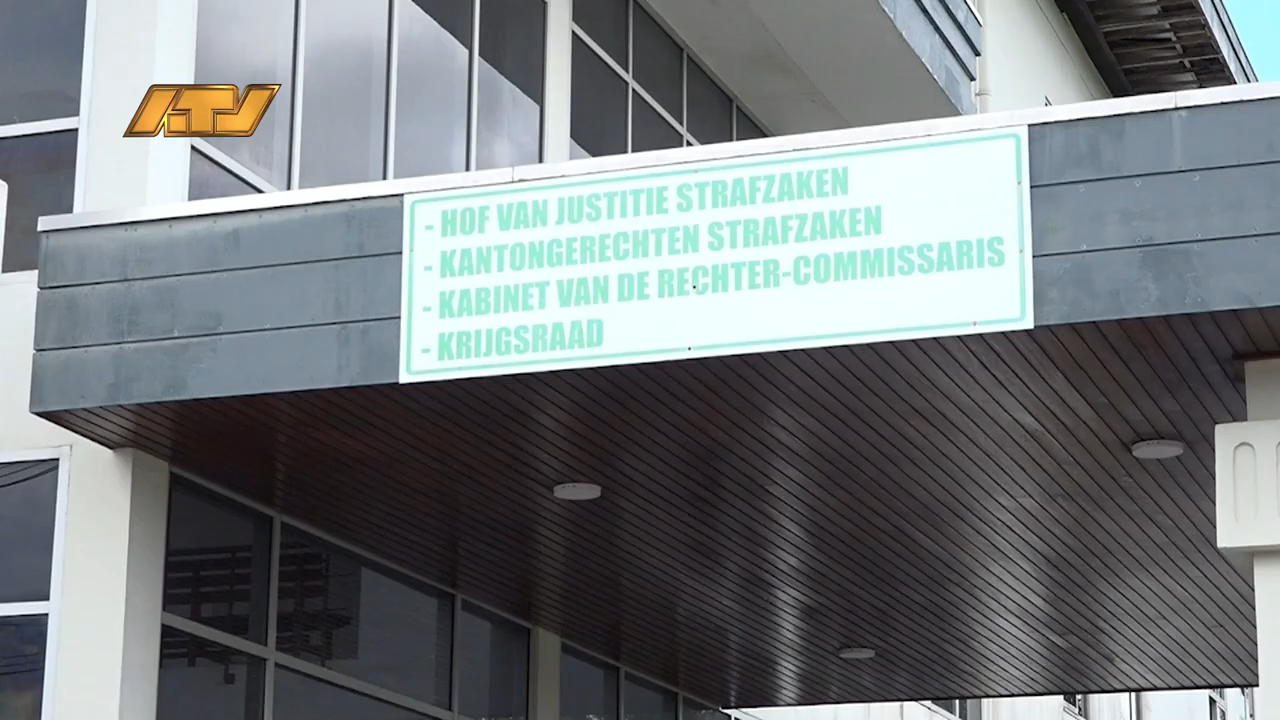 ATV
- HOF VAN JUSTITIE STRAFZAKEN
- KANTONGERECHTEN STRAFZAKEN
- KABINET VAN DE RECHTER-COMMISSARIS
- KRIJGSRAAD